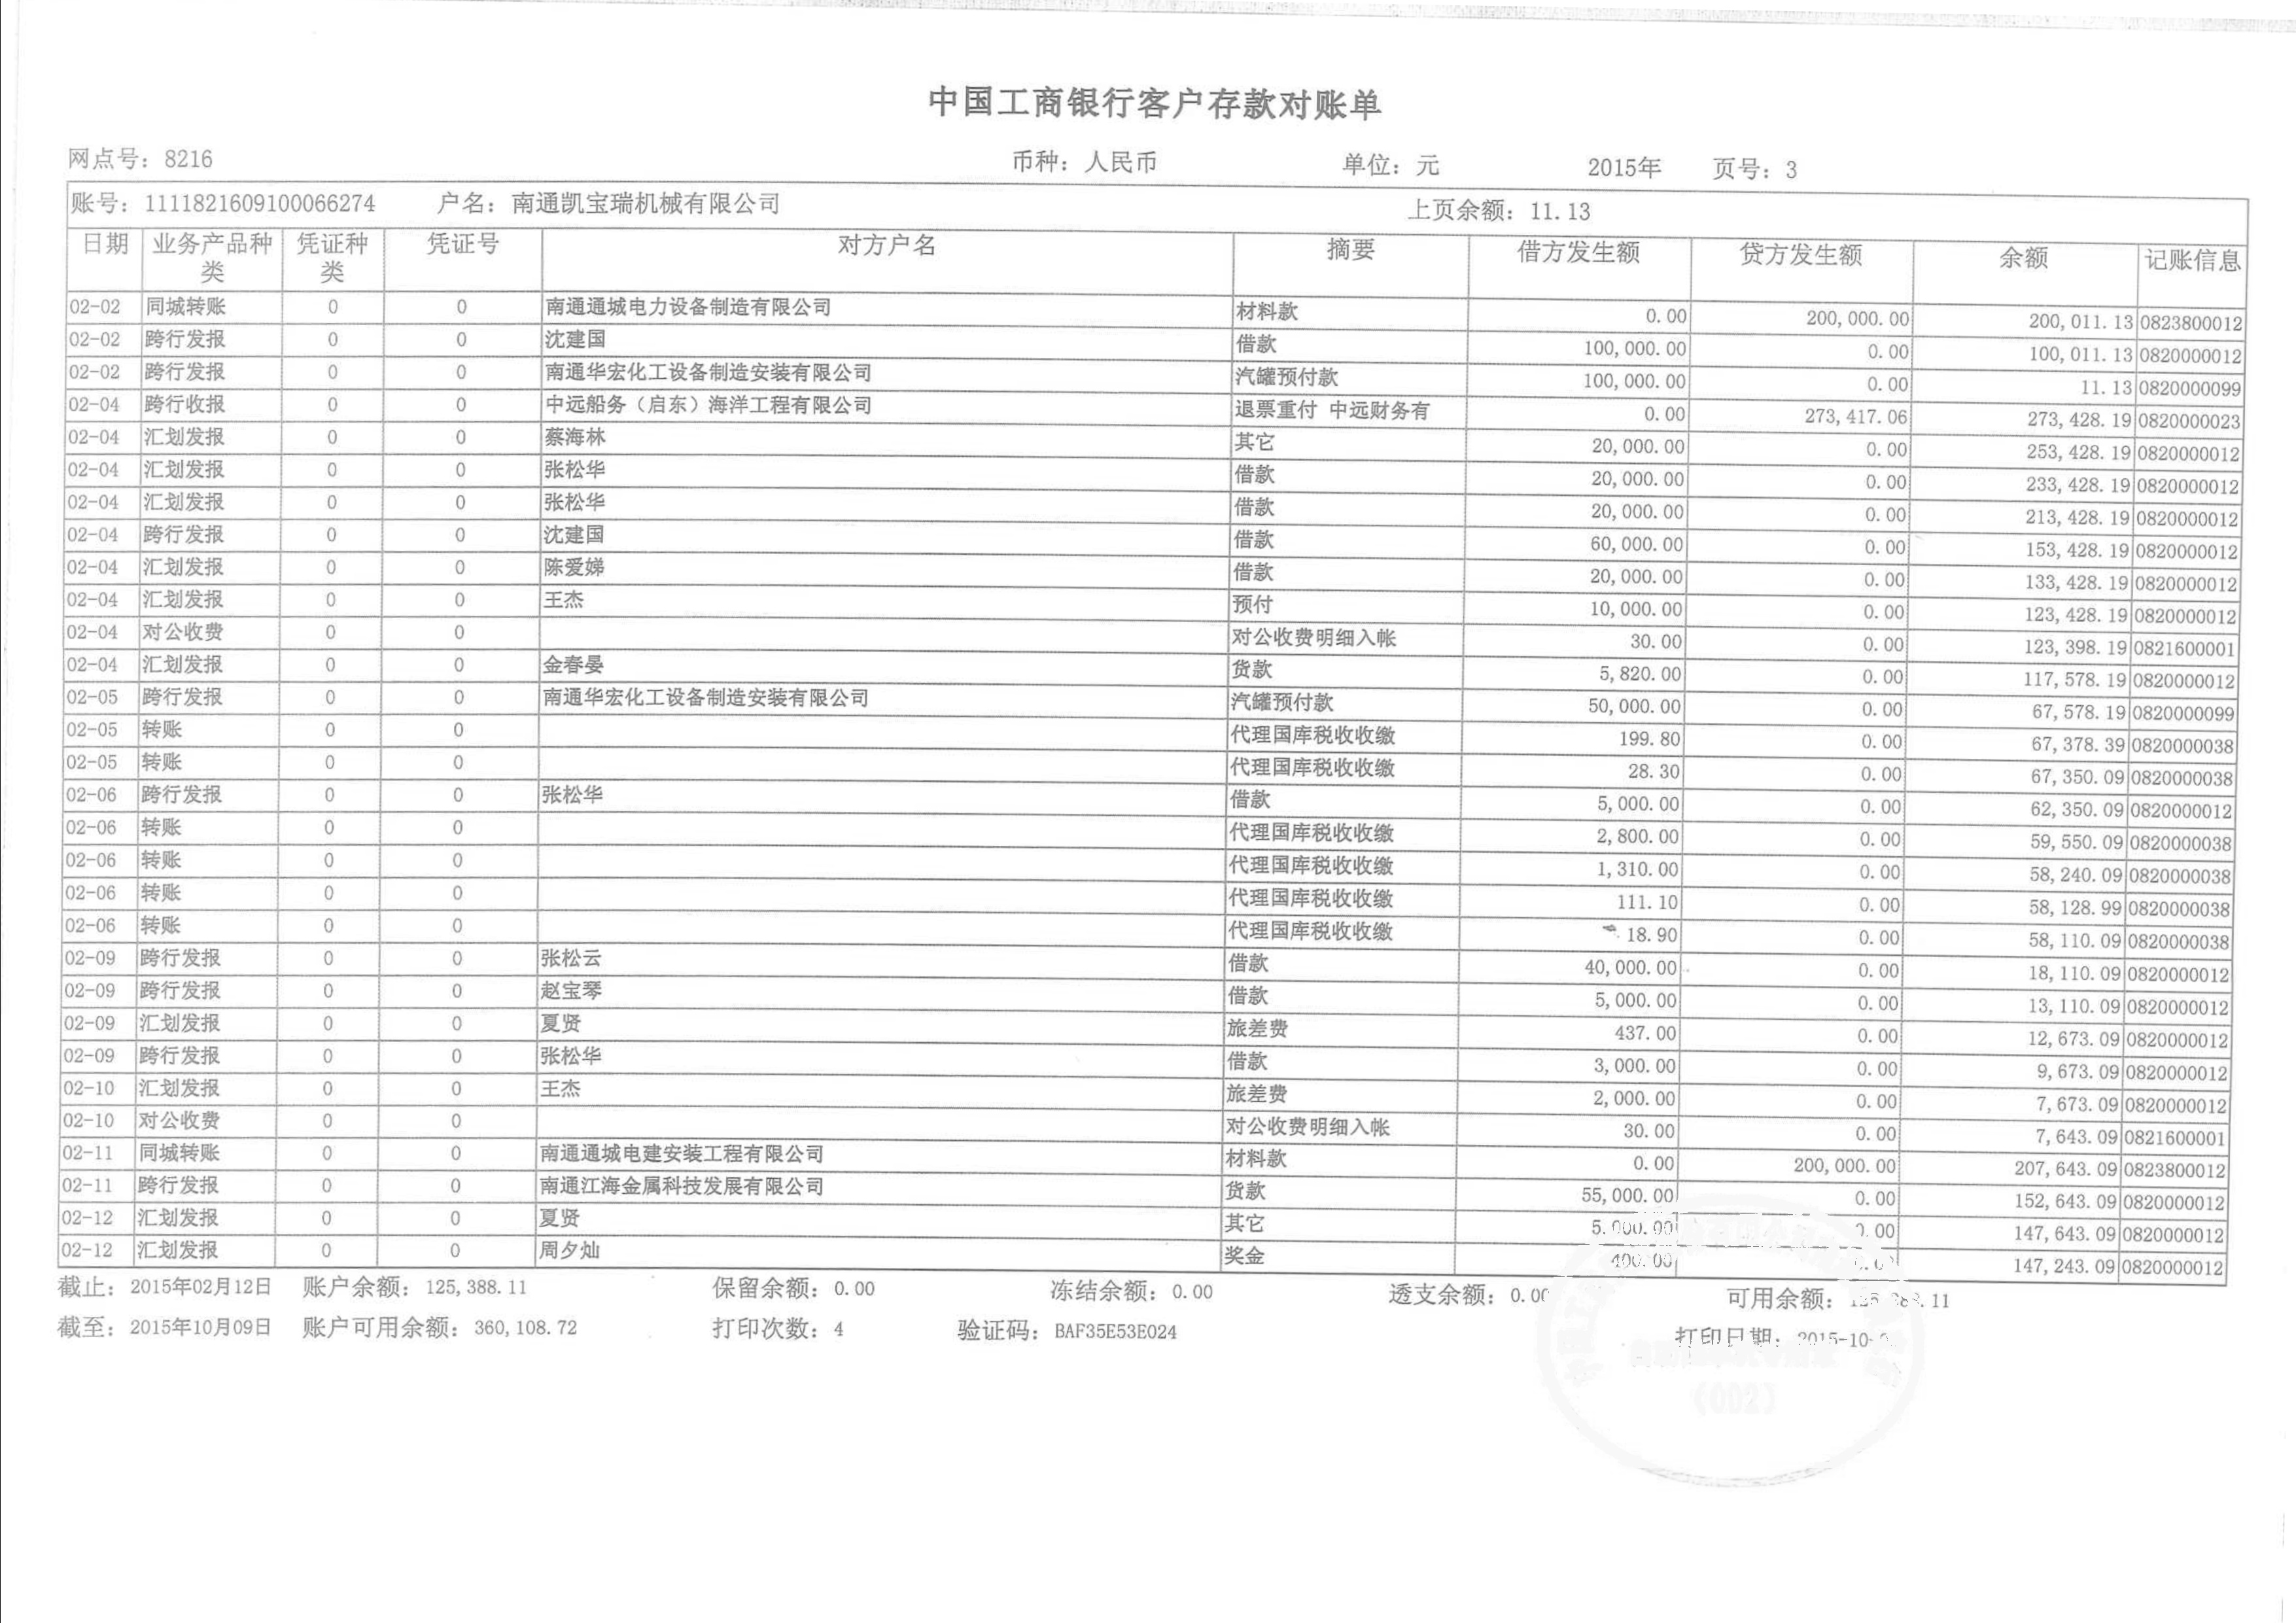 中国工商银行客户存款对账单
网点号：8216 币种：人民币 单位：元 2015年 页号：3
账号：1111821609100066274 户名：南通凯宝瑞机械有限公司 上页余额：11.13
日期 业务产品种类 凭证种类 凭证号 对方户名 摘要 借方发生额 贷方发生额 余额 记账信息
02-02 同城转账 0 0 南通通城电力设备制造有限公司 材料款 0.00 200,000.00 200,011.13 0823800012
02-02 跨行发报 0 0 沈建国 借款 100,000.00 0.00 100,011.13 0820000012
02-02 跨行发报 0 0 南通华宏化工设备制造安装有限公司 汽罐预付款 100,000.00 0.00 11.13 0820000099
02-04 跨行收报 0 0 中远船务（启东）海洋工程有限公司 退票重付 中远财务有 0.00 273,417.06 273,428.19 0820000023
02-04 汇划发报 0 0 蔡海林 其它 20,000.00 0.00 253,428.19 0820000012
02-04 汇划发报 0 0 张松华 借款 20,000.00 0.00 233,428.19 0820000012
02-04 汇划发报 0 0 张松华 借款 20,000.00 0.00 213,428.19 0820000012
02-04 跨行发报 0 0 沈建国 借款 60,000.00 0.00 153,428.19 0820000012
02-04 汇划发报 0 0 陈爱娣 借款 20,000.00 0.00 133,428.19 0820000012
02-04 汇划发报 0 0 王杰 预付 10,000.00 0.00 123,428.19 0820000012
02-04 对公收费 0 0 对公收费明细入帐 30.00 0.00 123,398.19 0821600001
02-04 汇划发报 0 0 金春晏 货款 5,820.00 0.00 117,578.19 0820000012
02-05 跨行发报 0 0 南通华宏化工设备制造安装有限公司 汽罐预付款 50,000.00 0.00 67,578.19 0820000099
02-05 转账 0 0 代理国库税收收缴 199.80 0.00 67,378.39 0820000038
02-05 转账 0 0 代理国库税收收缴 28.30 0.00 67,350.09 0820000038
02-06 跨行发报 0 0 张松华 借款 5,000.00 0.00 62,350.09 0820000012
02-06 转账 0 0 代理国库税收收缴 2,800.00 0.00 59,550.09 0820000038
02-06 转账 0 0 代理国库税收收缴 1,310.00 0.00 58,240.09 0820000038
02-06 转账 0 0 代理国库税收收缴 111.10 0.00 58,128.99 0820000038
02-06 转账 0 0 代理国库税收收缴 18.90 0.00 58,110.09 0820000038
02-09 跨行发报 0 0 张松云 借款 40,000.00 0.00 18,110.09 0820000012
02-09 跨行发报 0 0 赵宝琴 借款 5,000.00 0.00 13,110.09 0820000012
02-09 汇划发报 0 0 夏贤 旅差费 437.00 0.00 12,673.09 0820000012
02-09 跨行发报 0 0 张松华 借款 3,000.00 0.00 9,673.09 0820000012
02-10 汇划发报 0 0 王杰 旅差费 2,000.00 0.00 7,673.09 0820000012
02-10 对公收费 0 0 对公收费明细入帐 30.00 0.00 7,643.09 0821600001
02-11 同城转账 0 0 南通通城电建安装工程有限公司 材料款 0.00 200,000.00 207,643.09 0823800012
02-11 跨行发报 0 0 南通江海金属科技发展有限公司 货款 55,000.00 0.00 152,643.09 0820000012
02-12 汇划发报 0 0 夏贤 其它 5,000.00 0.00 147,643.09 0820000012
02-12 汇划发报 0 0 周夕灿 奖金 400.00 0.00 147,243.09 0820000012
截止：2015年02月12日 账户余额：125,388.11 保留余额：0.00 冻结余额：0.00 透支余额：0.00 可用余额：125,388.11
截至：2015年10月09日 账户可用余额：360,108.72 打印次数：4 验证码：BAF35E53E024 打印日期：2015-10-
(002)